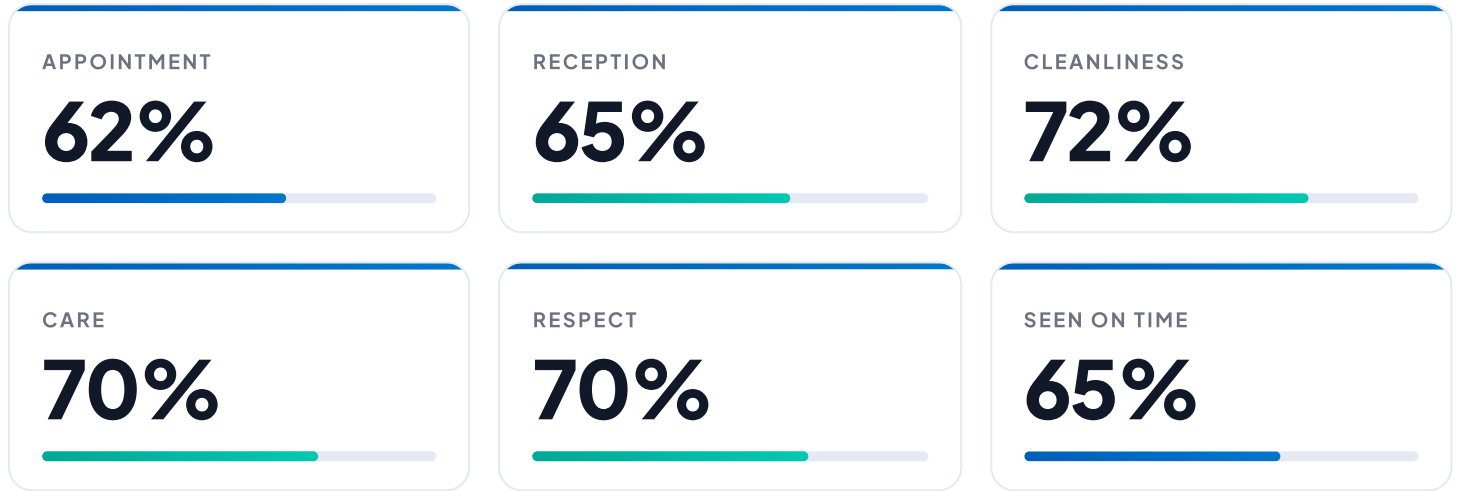 APPOINTMENT
62%
RECEPTION
65%
CLEANLINESS
72%
CARE
70%
RESPECT
70%
SEEN ON TIME
65%